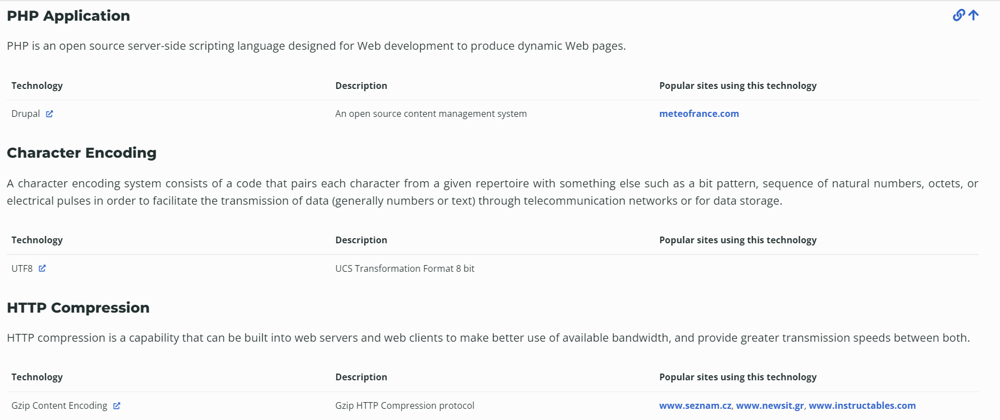 PHP Application
PHP is an open source server-side scripting language designed for Web development to produce dynamic Web pages.
Technology Description Popular sites using this technology
Drupal An open source content management system meteofrance.com
Character Encoding
A character encoding system consists of a code that pairs each character from a given repertoire with something else such as a bit pattern, sequence of natural numbers, octets, or
electrical pulses in order to facilitate the transmission of data (generally numbers or text) through telecommunication networks or for data storage.
Technology Description Popular sites using this technology
UTF8 UCS Transformation Format 8 bit
HTTP Compression
HTTP compression is a capability that can be built into web servers and web clients to make better use of available bandwidth, and provide greater transmission speeds between both.
Technology Description Popular sites using this technology
Gzip Content Encoding Gzip HTTP Compression protocol www.seznam.cz, www.newsit.gr, www.instructables.com